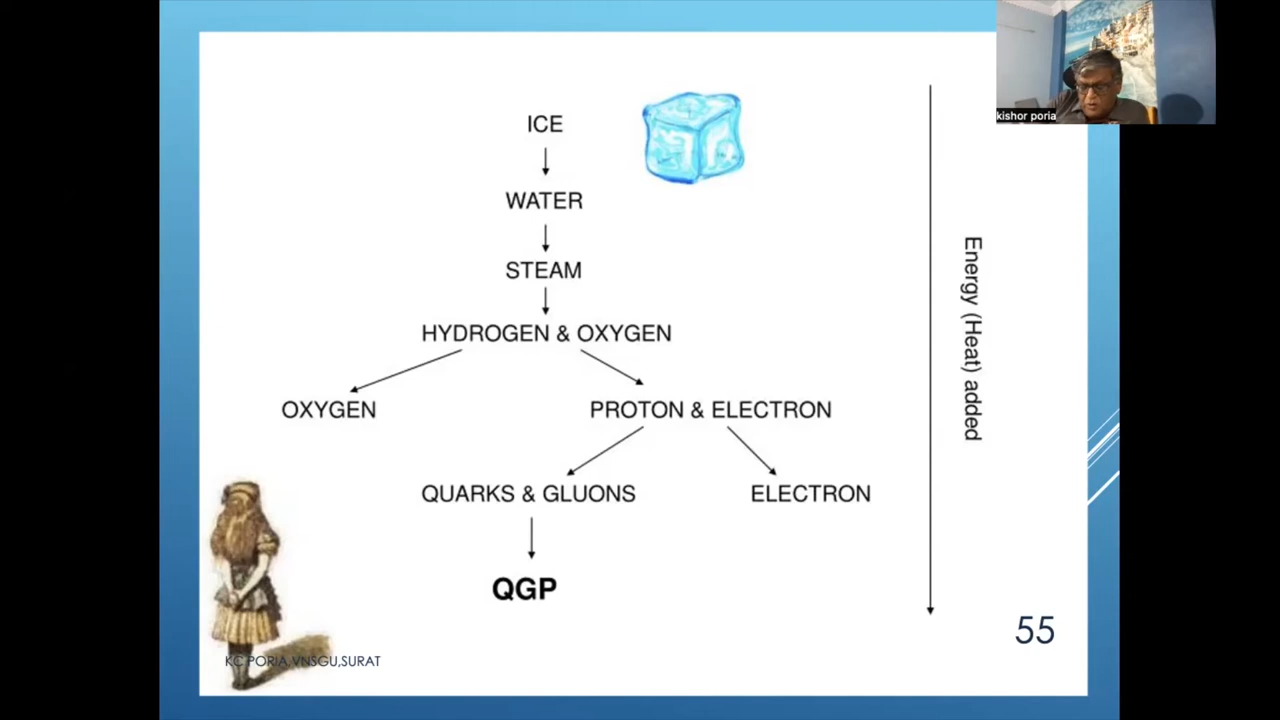 kishor poria
ICE
WATER
STEAM
HYDROGEN & OXYGEN
OXYGEN
PROTON & ELECTRON
QUARKS & GLUONS
ELECTRON
QGP
Energy (Heat) added
55
KC PORIA,VNSGU,SURAT